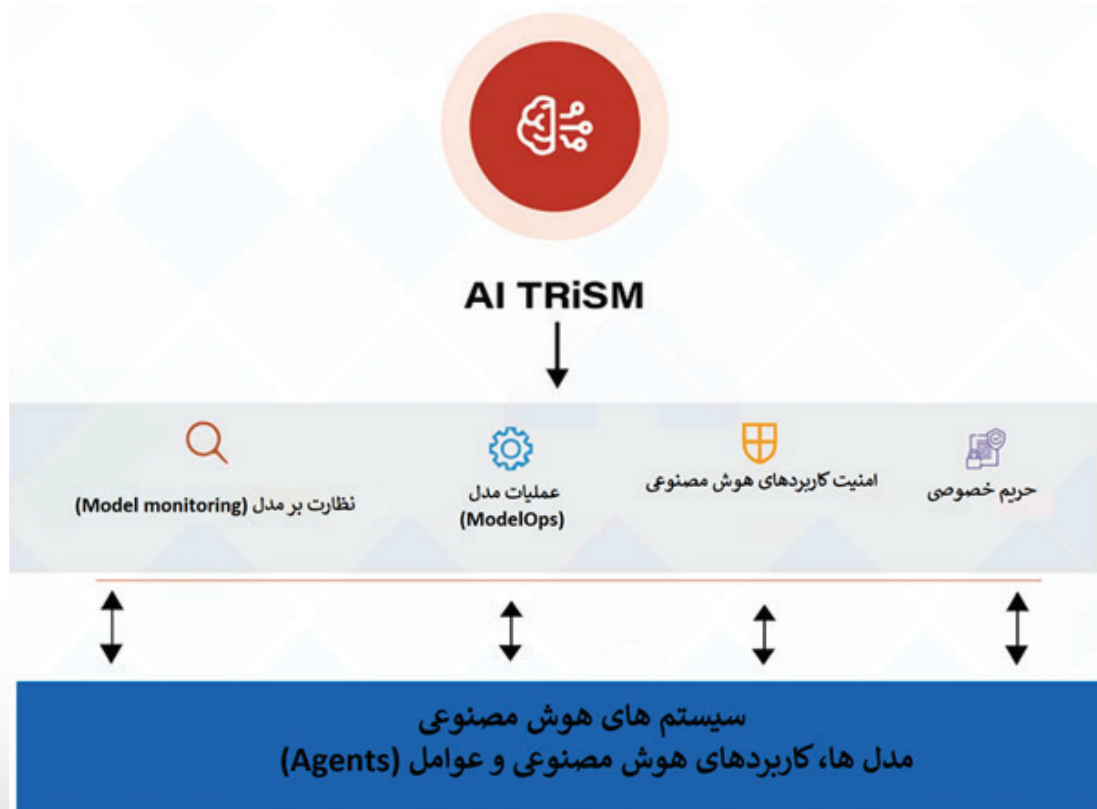 AI TRiSM
حریم خصوصی
امنیت کاربردهای هوش مصنوعی
عملیات مدل
(ModelOps)
نظارت بر مدل (Model monitoring)
سیستم های هوش مصنوعی
مدل ها، کاربردهای هوش مصنوعی و عوامل (Agents)